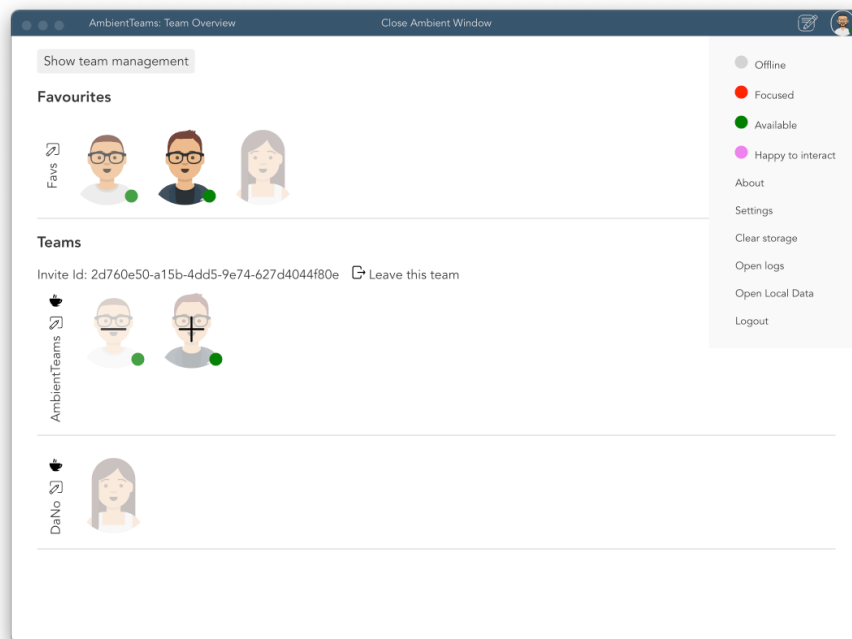 AmbientTeams: Team Overview
Close Ambient Window
Show team management
Favourites
Favs
Teams
Invite Id: 2d760e50-a15b-4dd5-9e74-627d4044f80e
Leave this team
AmbientTeams
DaNo
Offline
Focused
Available
Happy to interact
About
Settings
Clear storage
Open logs
Open Local Data
Logout